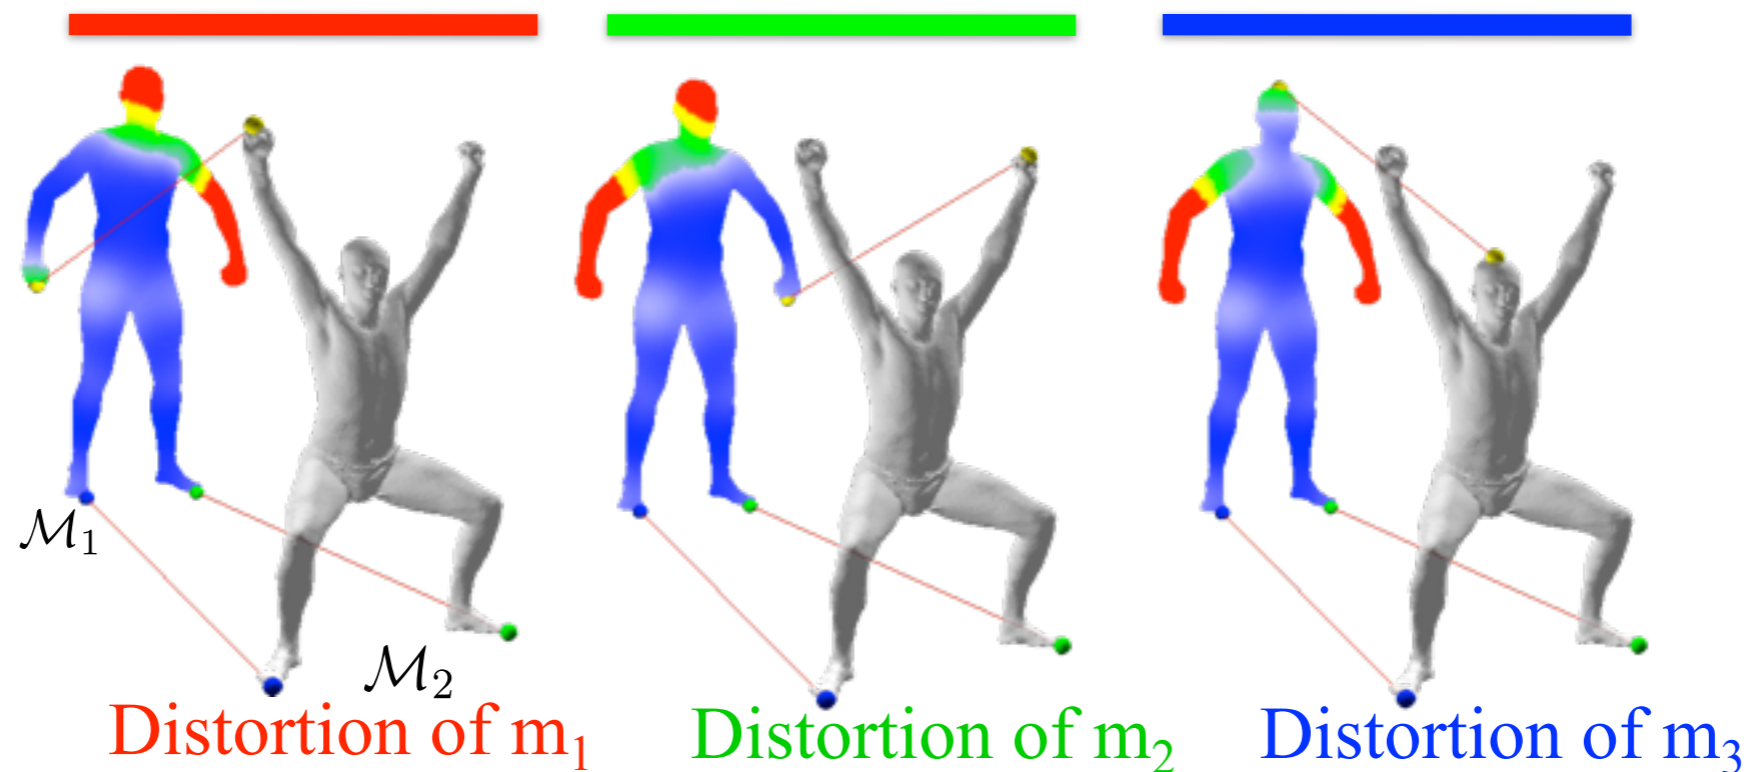 ℳ₁
ℳ₂
Distortion of m₁
Distortion of m₂
Distortion of m₃